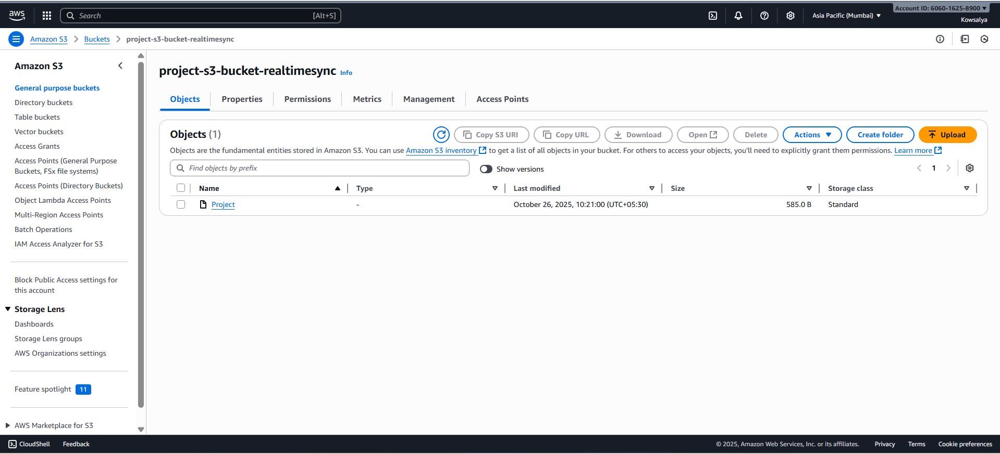 aws
Search [Alt+S]
Asia Pacific (Mumbai)
Account ID: 6060-1625-8900
Kowsalya
Amazon S3 > Buckets > project-s3-bucket-realtimesync
Amazon S3
General purpose buckets
Directory buckets
Table buckets
Vector buckets
Access Grants
Access Points (General Purpose
Buckets, FSx file systems)
Access Points (Directory Buckets)
Object Lambda Access Points
Multi-Region Access Points
Batch Operations
IAM Access Analyzer for S3
Block Public Access settings for
this account
Storage Lens
Dashboards
Storage Lens groups
AWS Organizations settings
Feature spotlight 11
AWS Marketplace for S3
project-s3-bucket-realtimesync Info
Objects Properties Permissions Metrics Management Access Points
Objects (1) Copy S3 URI Copy URL Download Open Delete Actions Create folder Upload
Objects are the fundamental entities stored in Amazon S3. You can use Amazon S3 inventory to get a list of all objects in your bucket. For others to access your objects, you'll need to explicitly grant them permissions. Learn more
Find objects by prefix Show versions 1
Name Type Last modified Size Storage class
Project - October 26, 2025, 10:21:00 (UTC+05:30) 585.0 B Standard
CloudShell Feedback © 2025, Amazon Web Services, Inc. or its affiliates. Privacy Terms Cookie preferences